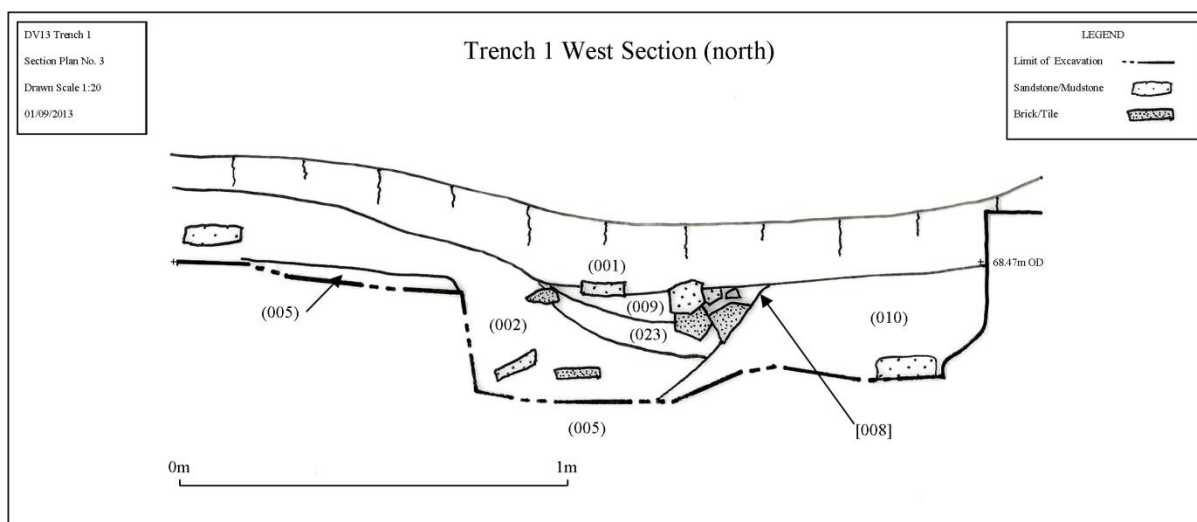 DV13 Trench 1
Section Plan No. 3
Drawn Scale 1:20
01/09/2013
Trench 1 West Section (north)
LEGEND
Limit of Excavation
Sandstone/Mudstone
Brick/Tile
68.47m OD
(001)
(009)
(005)
(002)
(023)
(010)
(005)
[008]
0m
1m